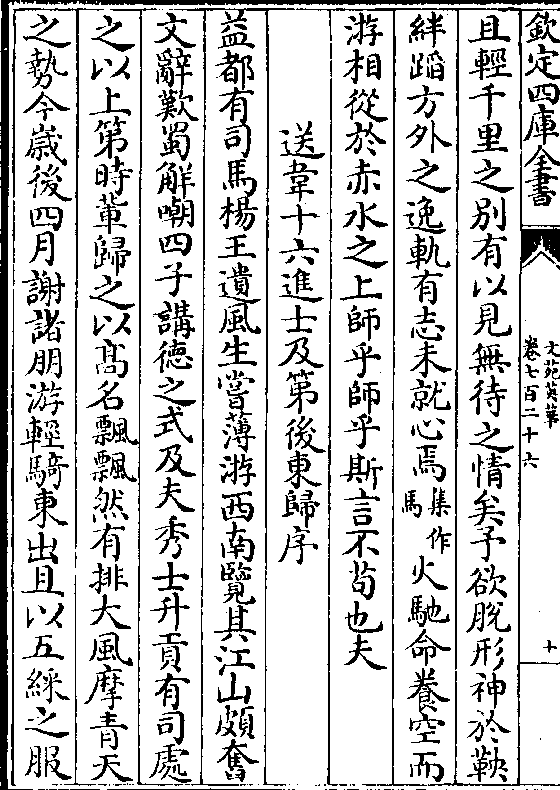 欽定四庫全書
文苑英華
卷七百二十六
十
且輕千里之别有以見無待之情矣予欲脫形神於鞅
絆蹈方外之逸軌有志未就心焉集作馬火馳命養空而
游相從於赤水之上師乎師乎斯言不苟也夫
送韋十六進士及第後東歸序
益都有司馬楊王遺風生嘗薄游西南覽其江山頗奮
文辭歎蜀觧嘲四子講德之式及夫秀士升貢有司處
之以上第時輩歸之以髙名飄飄然有排大風摩青天
之勢今歳後四月謝諸朋游輕騎東出且以五綵之服